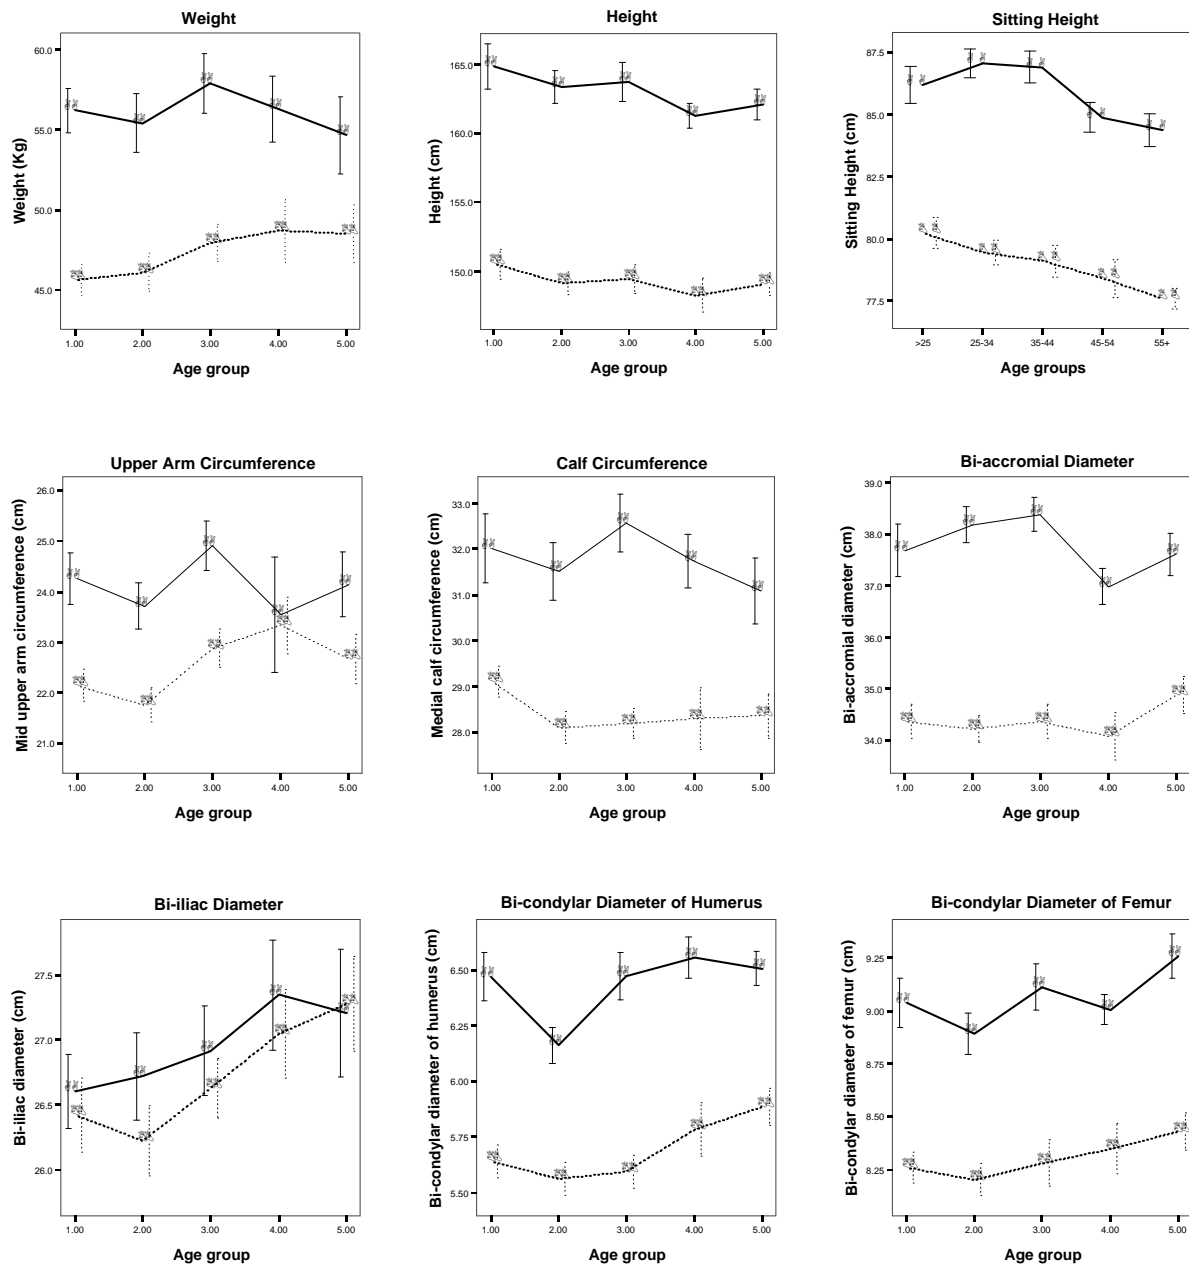 Weight
60.0
55.0
50.0
45.0
Weight (Kg)
1.00 2.00 3.00 4.00 5.00
Age group
Height
165.0
160.0
155.0
150.0
Height (cm)
1.00 2.00 3.00 4.00 5.00
Age group
Sitting Height
87.5
85.0
82.5
80.0
77.5
Sitting Height (cm)
>25 25-34 35-44 45-54 55+
Age groups
Upper Arm Circumference
26.0
25.0
24.0
23.0
22.0
21.0
Mid upper arm circumference (cm)
1.00 2.00 3.00 4.00 5.00
Age group
Calf Circumference
33.0
32.0
31.0
30.0
29.0
28.0
Medial calf circumference (cm)
1.00 2.00 3.00 4.00 5.00
Age group
Bi-accromial Diameter
39.0
38.0
37.0
36.0
35.0
34.0
Bi-accromial diameter (cm)
1.00 2.00 3.00 4.00 5.00
Age group
Bi-iliac Diameter
27.5
27.0
26.5
26.0
Bi-iliac diameter (cm)
1.00 2.00 3.00 4.00 5.00
Age group
Bi-condylar Diameter of Humerus
6.50
6.25
6.00
5.75
5.50
Bi-condylar diameter of humerus (cm)
1.00 2.00 3.00 4.00 5.00
Age group
Bi-condylar Diameter of Femur
9.25
9.00
8.75
8.50
8.25
Bi-condylar diameter of femur (cm)
1.00 2.00 3.00 4.00 5.00
Age group